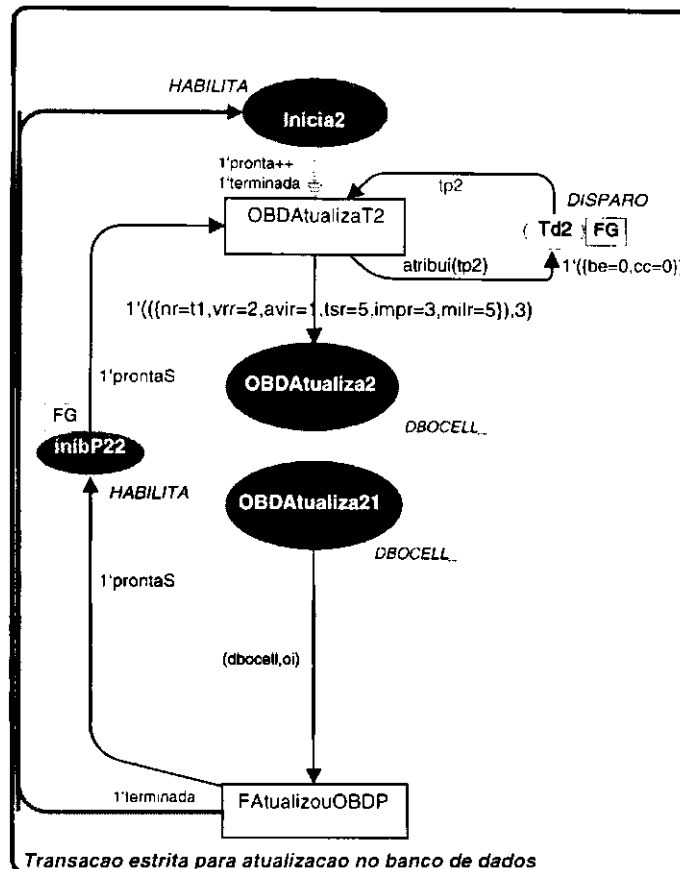 HABILITA
Inicia2
1'pronta++
1'terminada
tp2
DISPARO
OBDAtualizaT2
Td2 FG
atribui(tp2)
1'({be=0,cc=0})
1'(({nr=t1,vrr=2,avir=1,tsr=5,impr=3,milr=5}),3)
1'prontaS
OBDAtualiza2
FG
DBOCELL_
inibP22
HABILITA
OBDAtualiza21
DBOCELL_
1'prontaS
(dbocell,oi)
1'terminada
FAtualizouOBDP
Transacao estrita para atualizacao no banco de dados